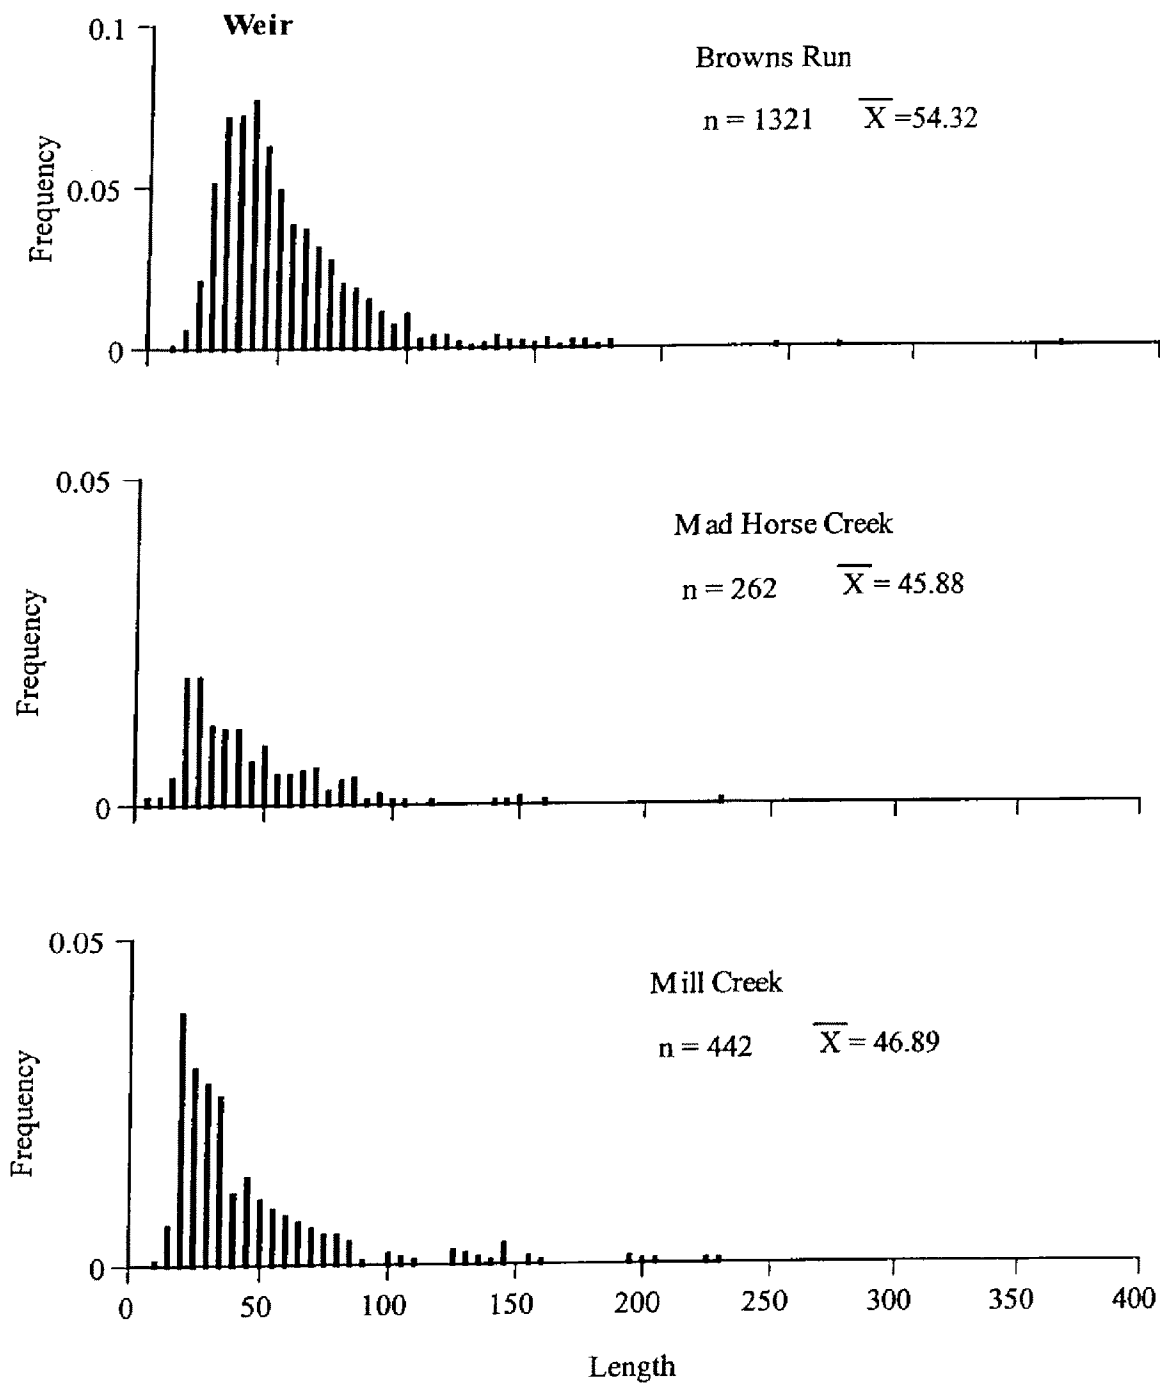 Weir
0.1
Browns Run
n = 1321 X =54.32
Frequency
0.05
0
0.05
Mad Horse Creek
n = 262 X = 45.88
Frequency
0
0.05
Mill Creek
n = 442 X = 46.89
Frequency
0
0 50 100 150 200 250 300 350 400
Length